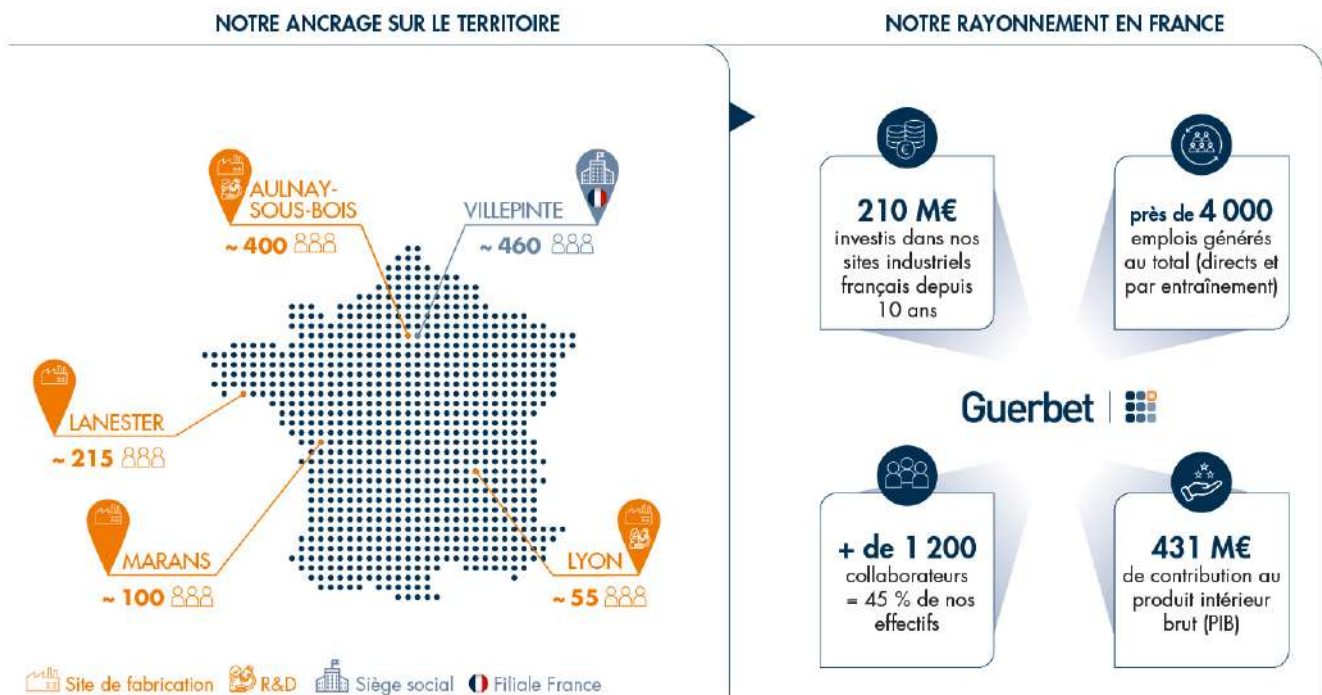 NOTRE ANCRAGE SUR LE TERRITOIRE
AULNAY-
SOUS-BOIS
~ 400
VILLEPINTE
~ 460
LANESTER
~ 215
MARANS
~ 100
LYON
~ 55
Site de fabrication
R&D
Siège social
Filiale France
NOTRE RAYONNEMENT EN FRANCE
€
210 M€
investis dans nos
sites industriels
français depuis
10 ans
près de 4 000
emplois générés
au total (directs et
par entraînement)
Guerbet
+ de 1 200
collaborateurs
= 45 % de nos
effectifs
431 M€
de contribution au
produit intérieur
brut (PIB)